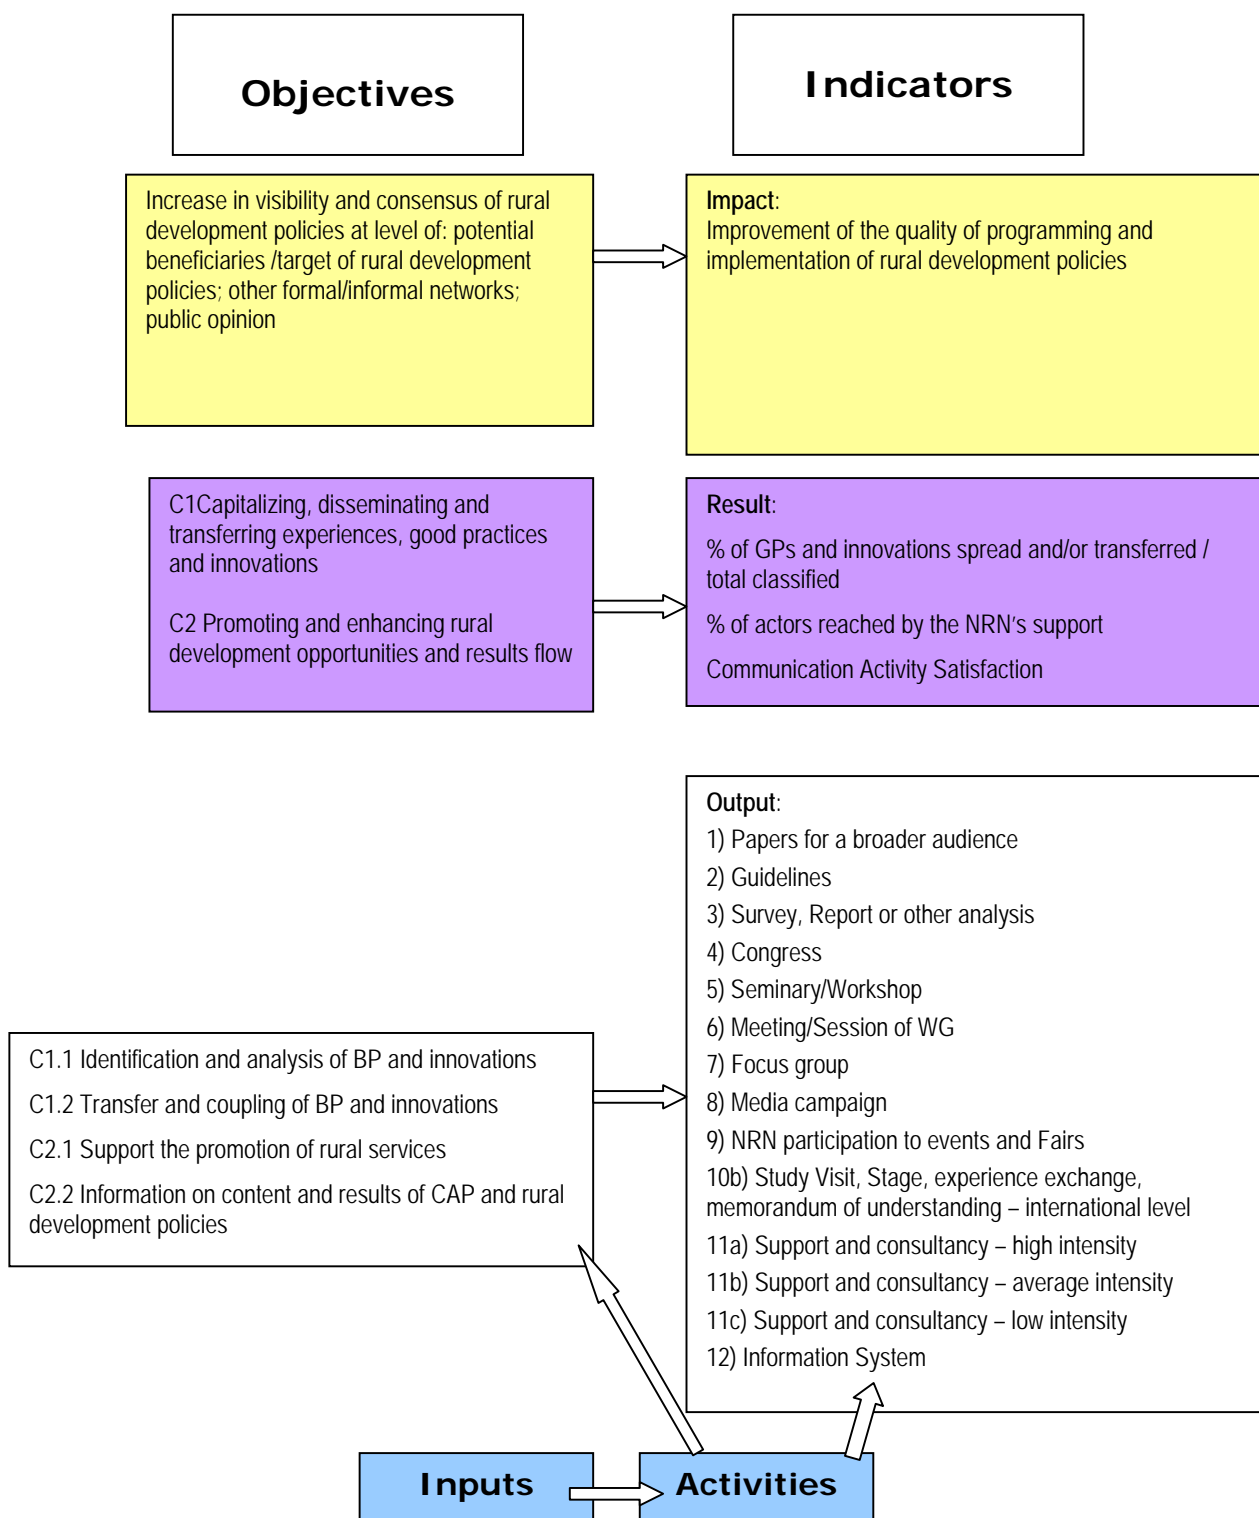 Objectives
Indicators
Increase in visibility and consensus of rural
development policies at level of: potential
beneficiaries /target of rural development
policies; other formal/informal networks;
public opinion
Impact:
Improvement of the quality of programming and
implementation of rural development policies
C1Capitalizing, disseminating and
transferring experiences, good practices
and innovations
C2 Promoting and enhancing rural
development opportunities and results flow
Result:
% of GPs and innovations spread and/or transferred /
total classified
% of actors reached by the NRN's support
Communication Activity Satisfaction
C1.1 Identification and analysis of BP and innovations
C1.2 Transfer and coupling of BP and innovations
C2.1 Support the promotion of rural services
C2.2 Information on content and results of CAP and rural
development policies
Output:
1) Papers for a broader audience
2) Guidelines
3) Survey, Report or other analysis
4) Congress
5) Seminary/Workshop
6) Meeting/Session of WG
7) Focus group
8) Media campaign
9) NRN participation to events and Fairs
10b) Study Visit, Stage, experience exchange,
memorandum of understanding – international level
11a) Support and consultancy – high intensity
11b) Support and consultancy – average intensity
11c) Support and consultancy – low intensity
12) Information System
Inputs
Activities